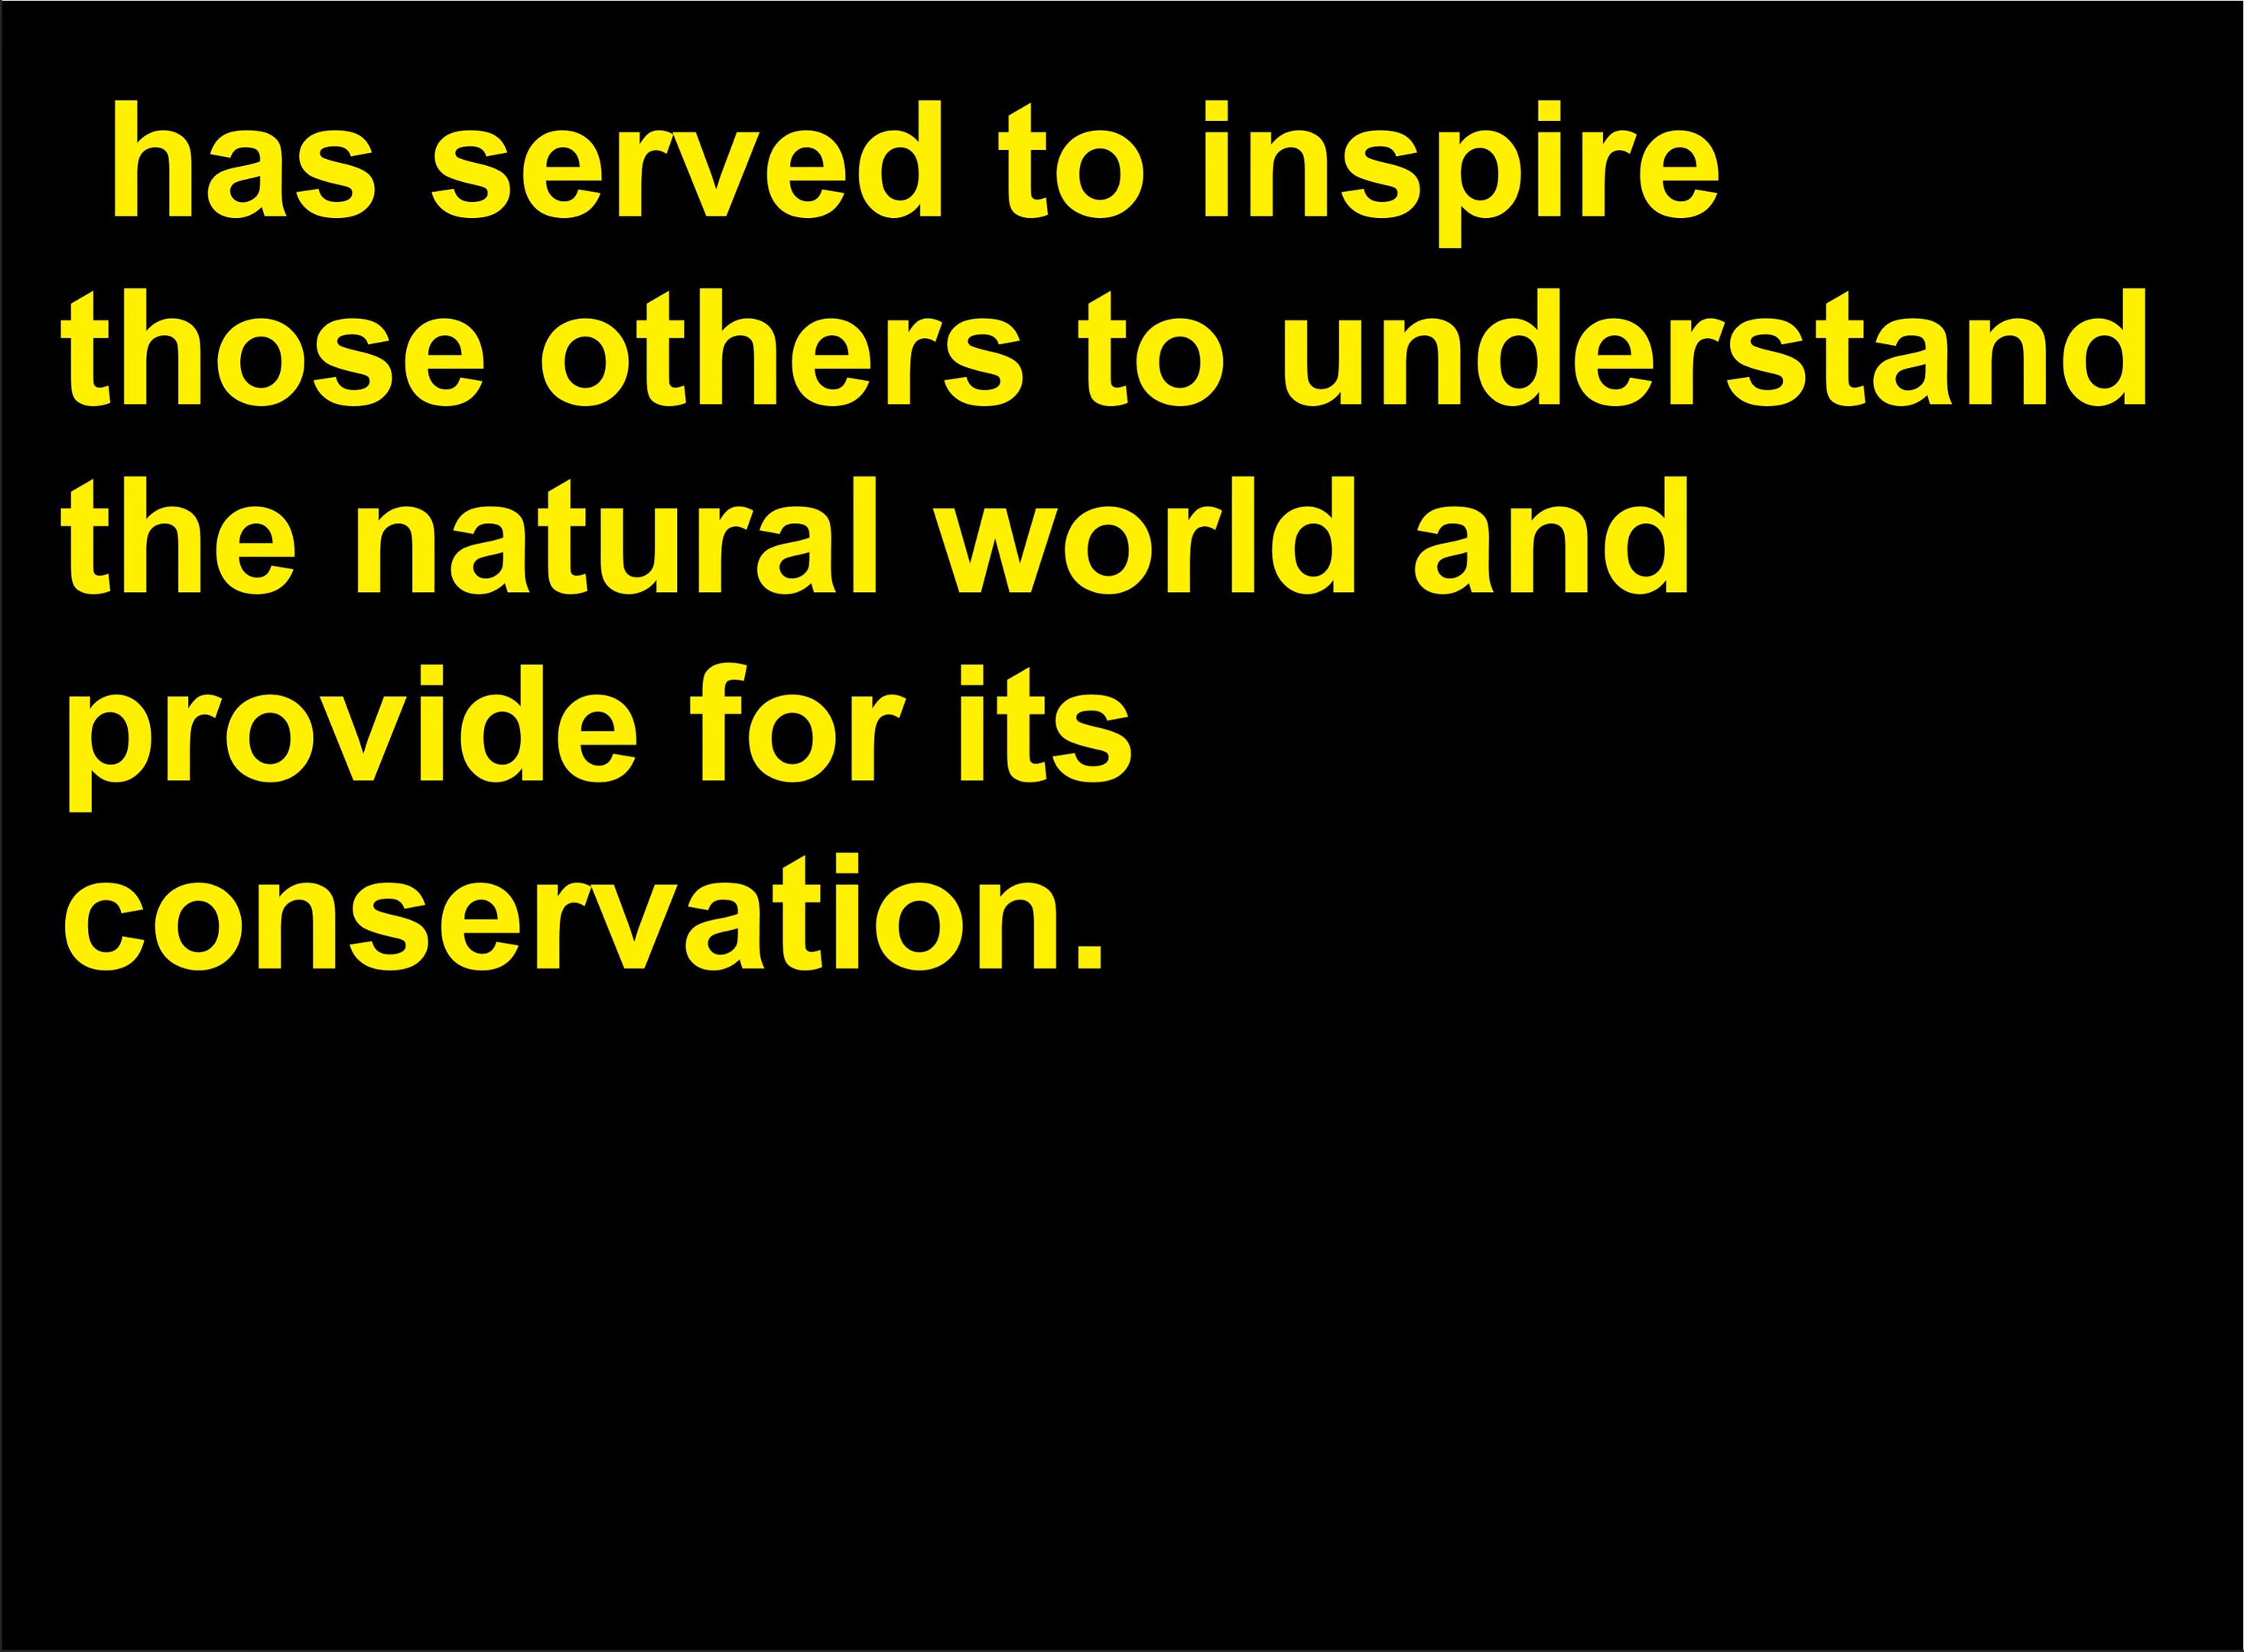 has served to inspire
those others to understand
the natural world and
provide for its
conservation.